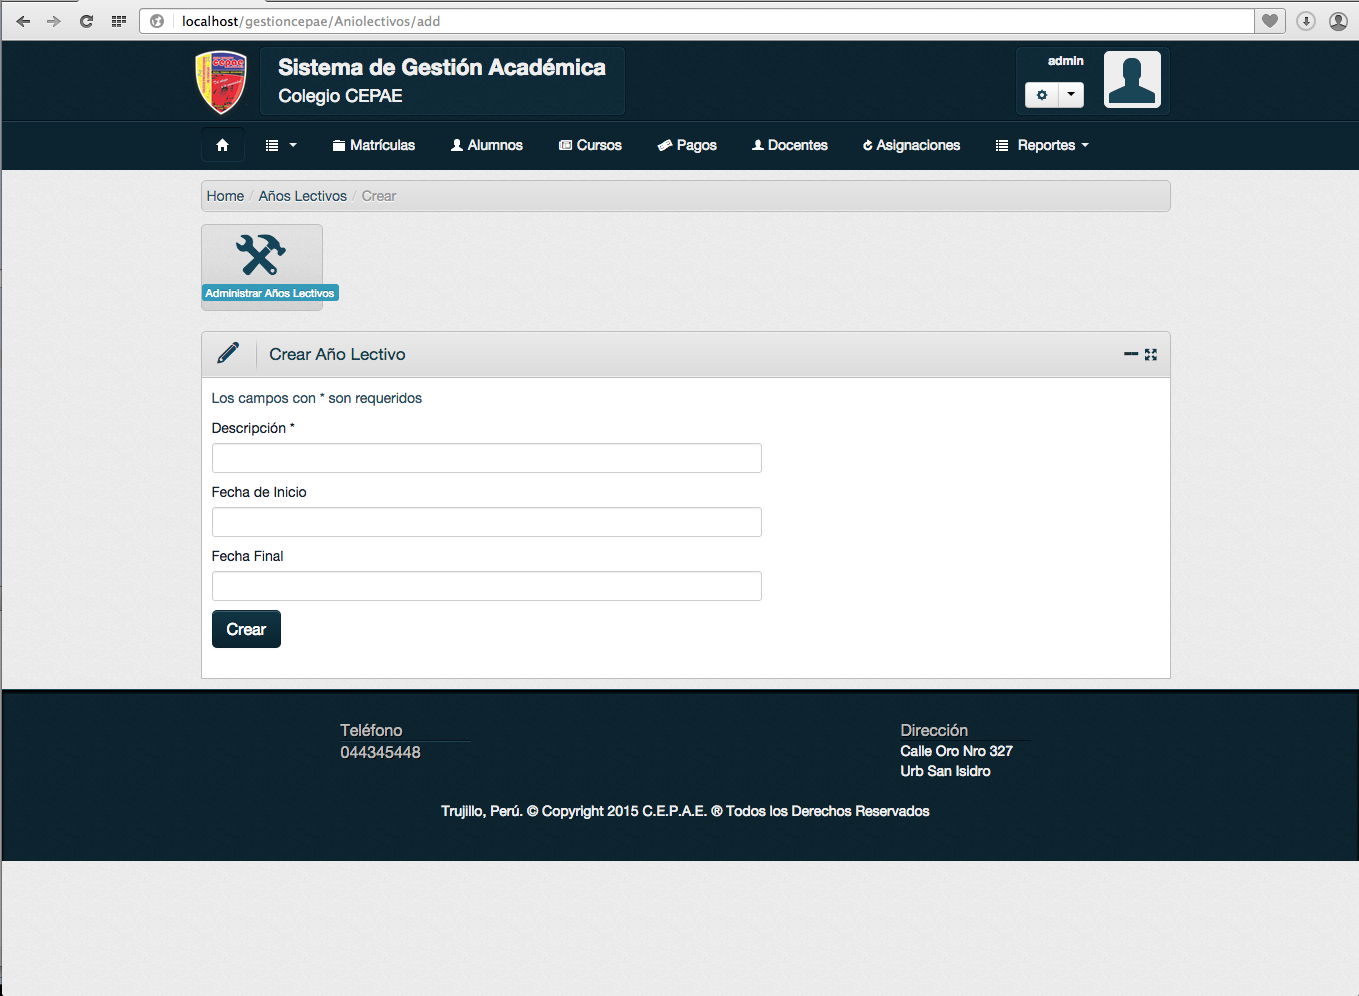 localhost/gestioncepae/Aniolectivos/add
cepae
Sistema de Gestión Académica
Colegio CEPAE
admin
Matrículas Alumnos Cursos Pagos Docentes Asignaciones Reportes
Home / Años Lectivos / Crear
Administrar Años Lectivos
Crear Año Lectivo
Los campos con * son requeridos
Descripción *
Fecha de Inicio
Fecha Final
Crear
Teléfono
044345448
Dirección
Calle Oro Nro 327
Urb San Isidro
Trujillo, Perú. © Copyright 2015 C.E.P.A.E. ® Todos los Derechos Reservados